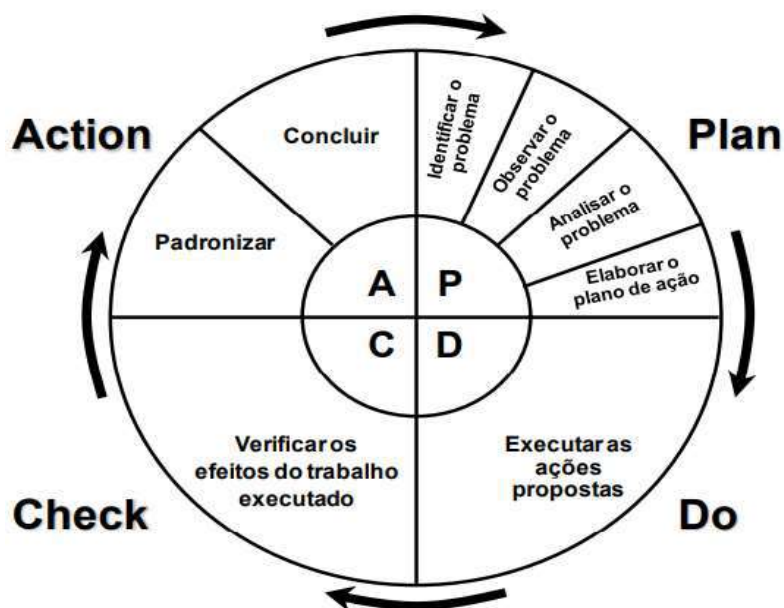 Action
Plan
Concluir
Padronizar
Identificar o
problema
Observar o
problema
Analisar o
problema
Elaborar o
plano de ação
A
P
C
D
Verificar os
efeitos do trabalho
executado
Executar as
ações
propostas
Check
Do